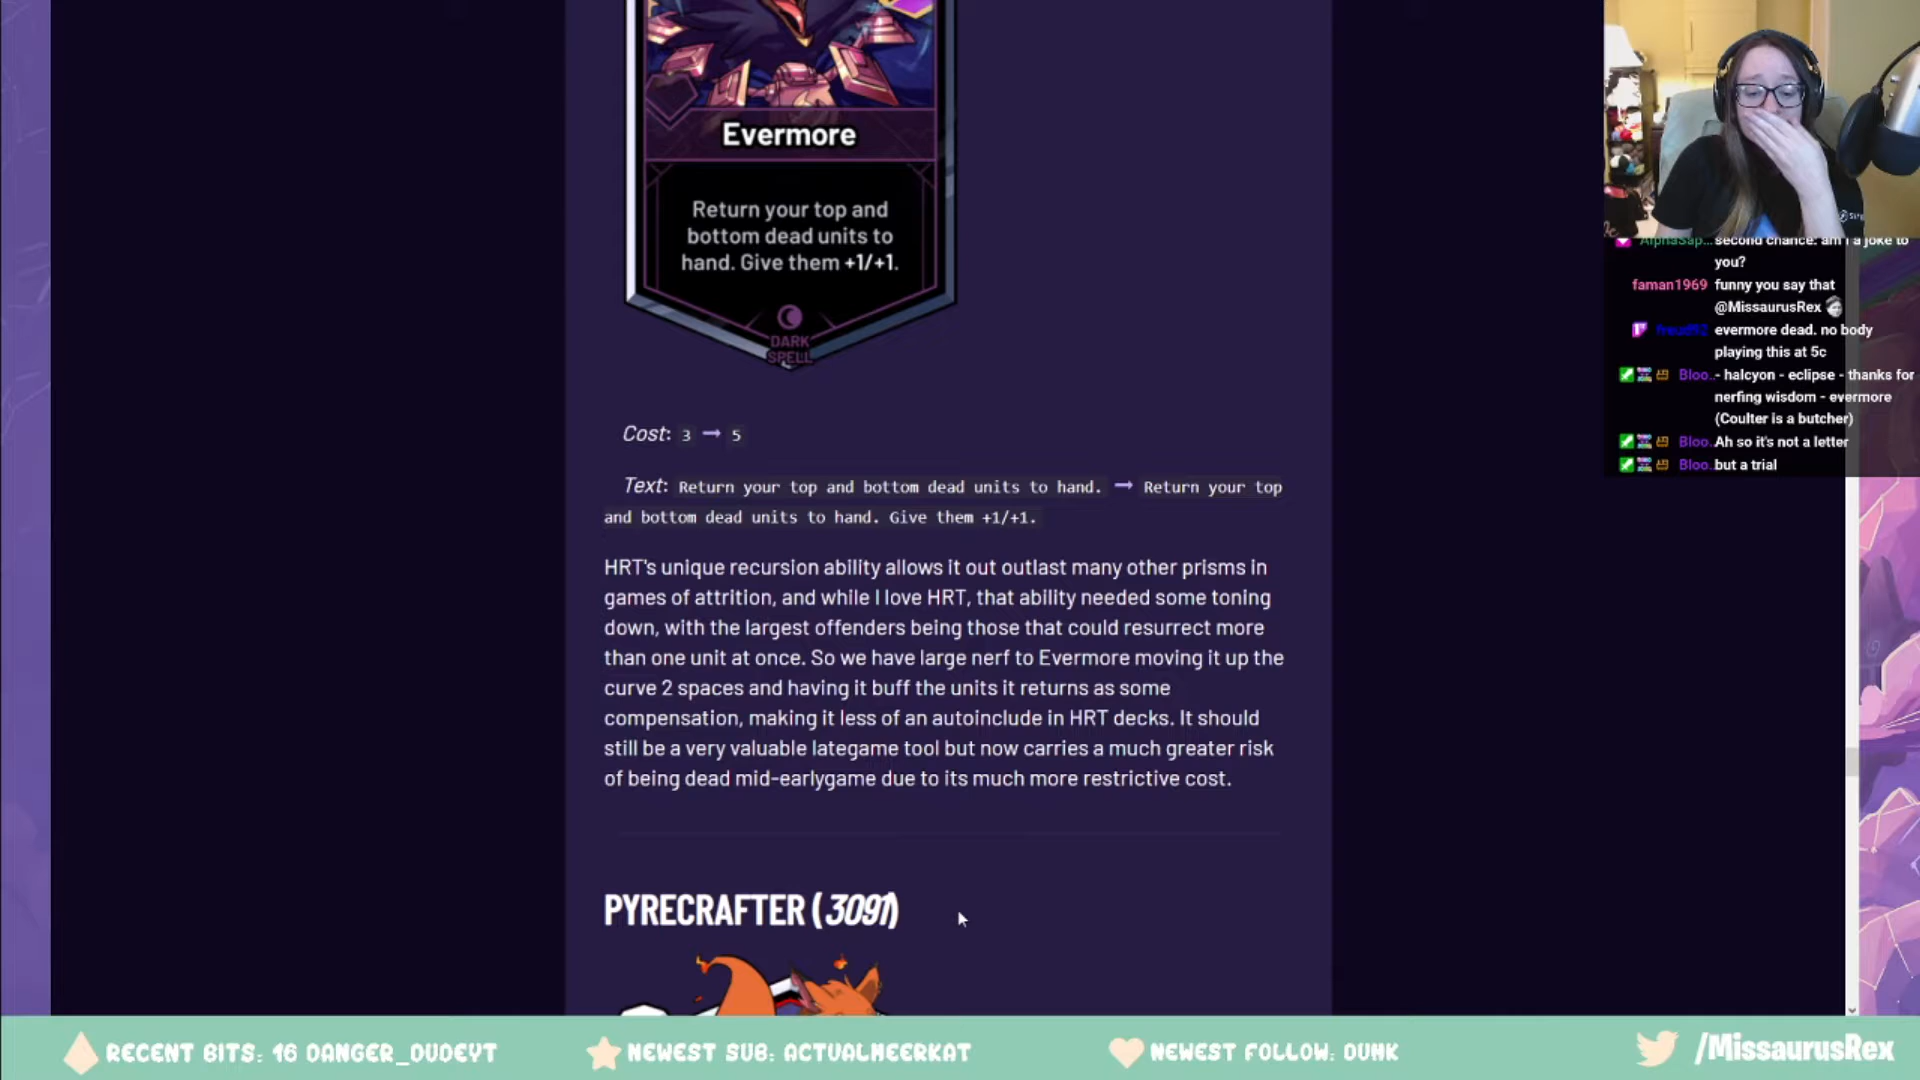 Evermore
Return your top and
bottom dead units to
hand. Give them +1/+1.
DARK
SPELL
Cost: 3 → 5
Text: Return your top and bottom dead units to hand. → Return your top
and bottom dead units to hand. Give them +1/+1.
HRT's unique recursion ability allows it out outlast many other prisms in
games of attrition, and while I love HRT, that ability needed some toning
down, with the largest offenders being those that could resurrect more
than one unit at once. So we have large nerf to Evermore moving it up the
curve 2 spaces and having it buff the units it returns as some
compensation, making it less of an autoinclude in HRT decks. It should
still be a very valuable lategame tool but now carries a much greater risk
of being dead mid-earlygame due to its much more restrictive cost.
PYRECRAFTER (3091)
AlphaSap... second chance: am I a joke to
you?
faman1969 funny you say that
@MissaurusRex
evermore dead. no body
playing this at 5c
Bloo.. - halcyon - eclipse - thanks for
nerfing wisdom - evermore
(Coulter is a butcher)
Bloo.. Ah so it's not a letter
Bloo.. but a trial
RECENT BITS: 16 DANGER_DUDEYT
NEWEST SUB: ACTUALMEERKAT
NEWEST FOLLOW: DUHK
/MissaurusRex